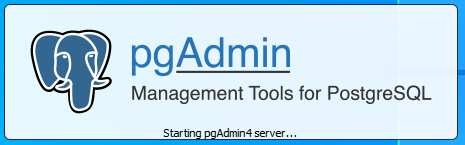 pgAdmin
Management Tools for PostgreSQL
Starting pgAdmin4 server...